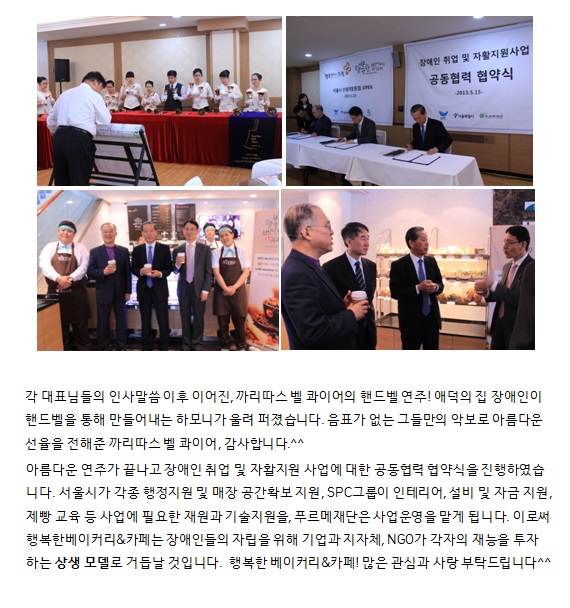 장애인 취업 및 자활지원사업
공동협력 협약식
-2013.5.15-
각 대표님들의 인사말씀 이후 이어진, 까리따스 벨 콰이어의 핸드벨 연주! 애덕의 집 장애인이
핸드벨을 통해 만들어내는 하모니가 울려 퍼졌습니다. 음표가 없는 그들만의 악보로 아름다운
선율을 전해준 까리따스 벨 콰이어, 감사합니다.^^
아름다운 연주가 끝나고 장애인 취업 및 자활지원 사업에 대한 공동협력 협약식을 진행하였습
니다. 서울시가 각종 행정지원 및 매장 공간확보 지원, SPC그룹이 인테리어, 설비 및 자금 지원,
제빵 교육 등 사업에 필요한 재원과 기술지원을, 푸르메재단은 사업운영을 맡게 됩니다. 이로써
행복한베이커리&카페는 장애인들의 자립을 위해 기업과 지자체, NGO가 각자의 재능을 투자
하는 상생 모델로 거듭날 것입니다.  행복한 베이커리&카페! 많은 관심과 사랑 부탁드립니다^^